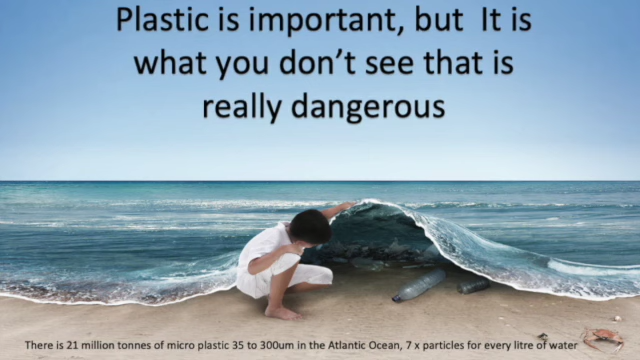 Plastic is important, but  It is
what you don’t see that is
really dangerous
There is 21 million tonnes of micro plastic 35 to 300um in the Atlantic Ocean, 7 x particles for every litre of water